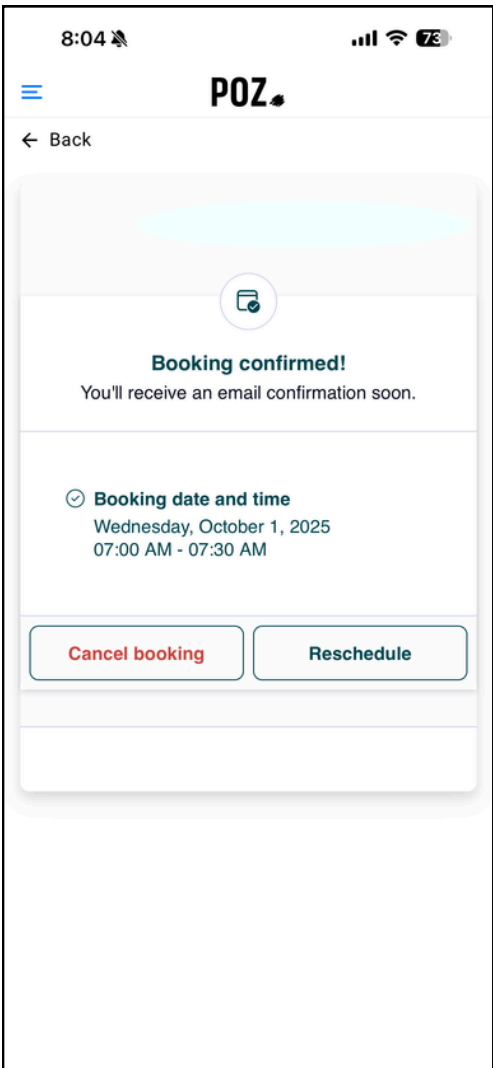 8:04
73
POZ
Back
Booking confirmed!
You'll receive an email confirmation soon.
Booking date and time
Wednesday, October 1, 2025
07:00 AM - 07:30 AM
Cancel booking
Reschedule